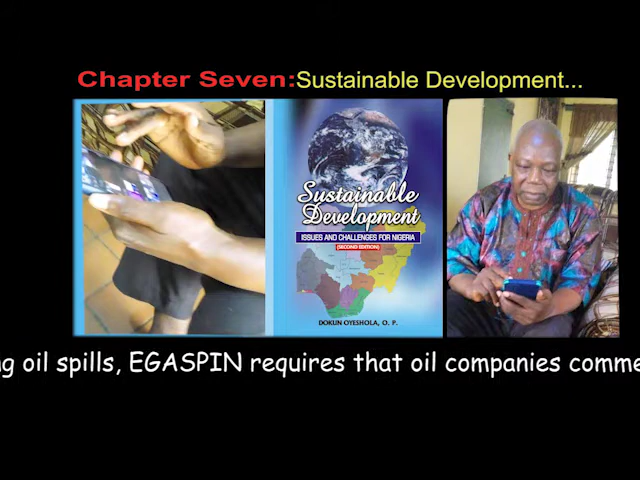 Chapter Seven:Sustainable Development...
Sustainable
Development
ISSUES AND CHALLENGES FOR NIGERIA
(SECOND EDITION)
DOKUN OYESHOLA, O. P.
g oil spills, EGASPIN requires that oil companies comme